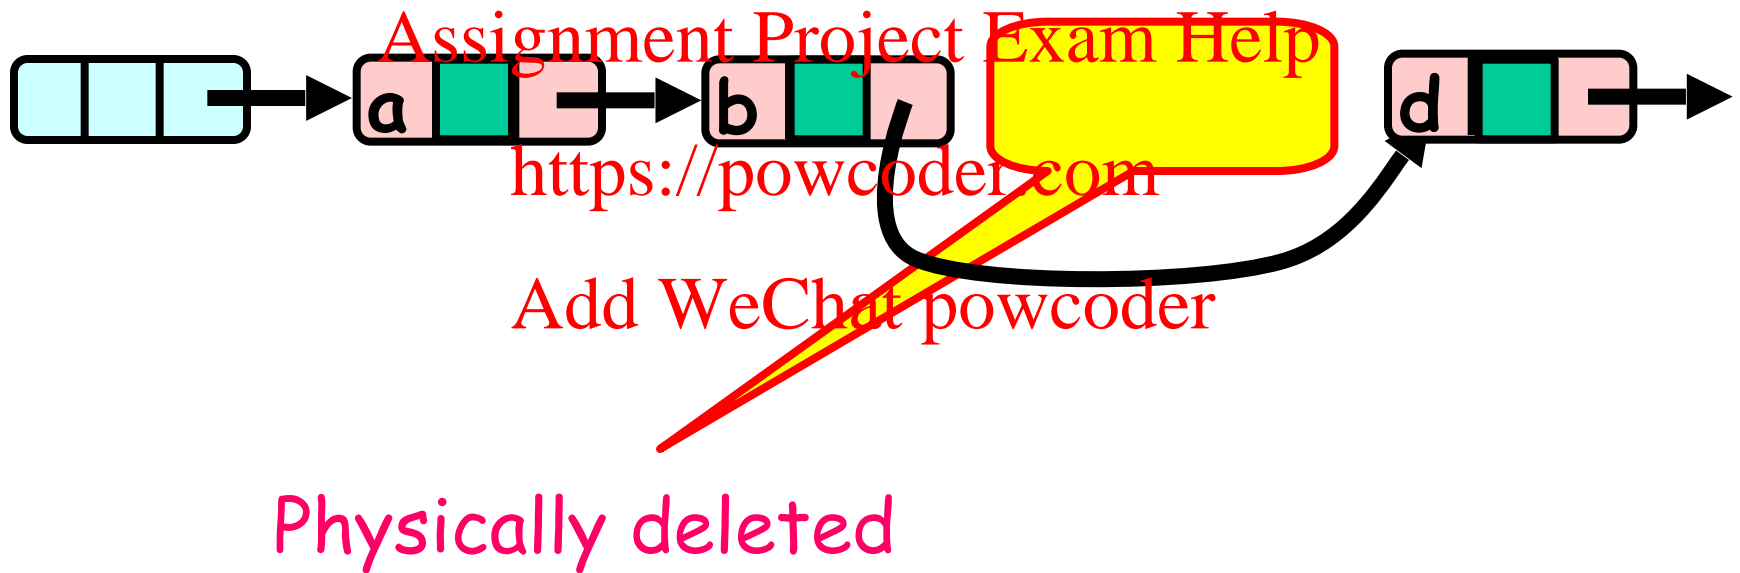 Assignment Project Exam Help
a b d
https://powcoder.com
Add WeChat powcoder
Physically deleted